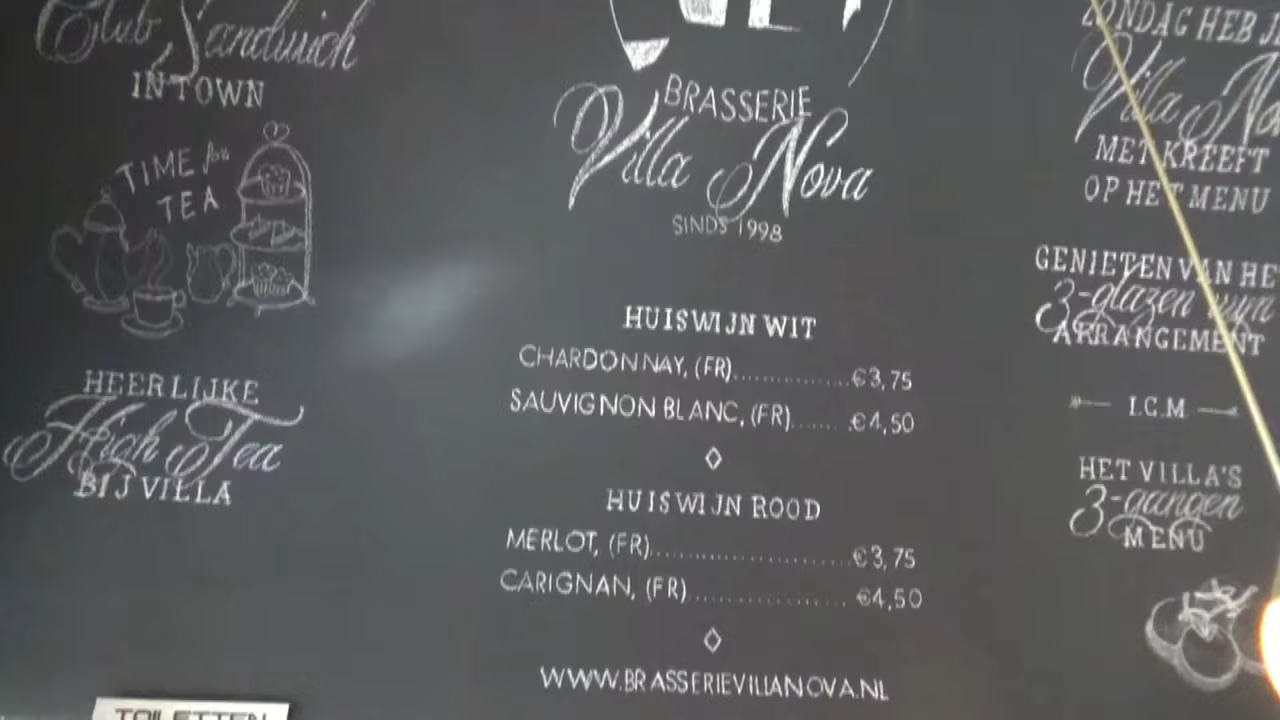 Club Sandwich
IN TOWN
TIME for
TEA
HEERLIJKE
High Tea
BIJ VILLA
TOILETTEN
BRASSERIE
Villa Nova
SINDS 1998
HUISWIJN WIT
CHARDONNAY, (FR)..............€3,75
SAUVIGNON BLANC, (FR)....... .€4,50
HUISWIJN ROOD
MERLOT, (FR)........................€3,75
CARIGNAN, (FR)................. €4,50
WWW.BRASSERIEVILLANOVA.NL
ZONDAG HEB JE
Villa No
MET KREEFT
OP HET MENU
GENIETEN VAN HE
3-glazen wijn
ARRANGEMENT
I.C.M
HET VILLA'S
3-gangen
MENU